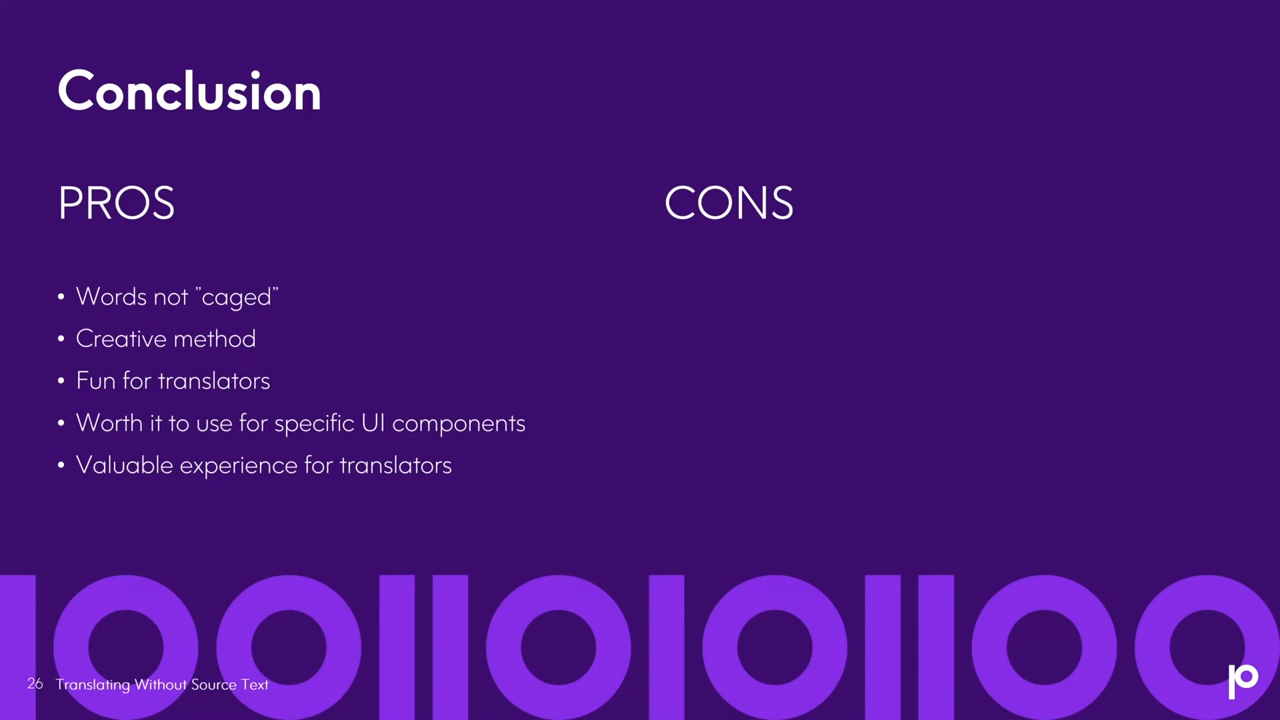 Conclusion
PROS
CONS
• Words not ”caged”
• Creative method
• Fun for translators
• Worth it to use for specific UI components
• Valuable experience for translators
26 Translating Without Source Text